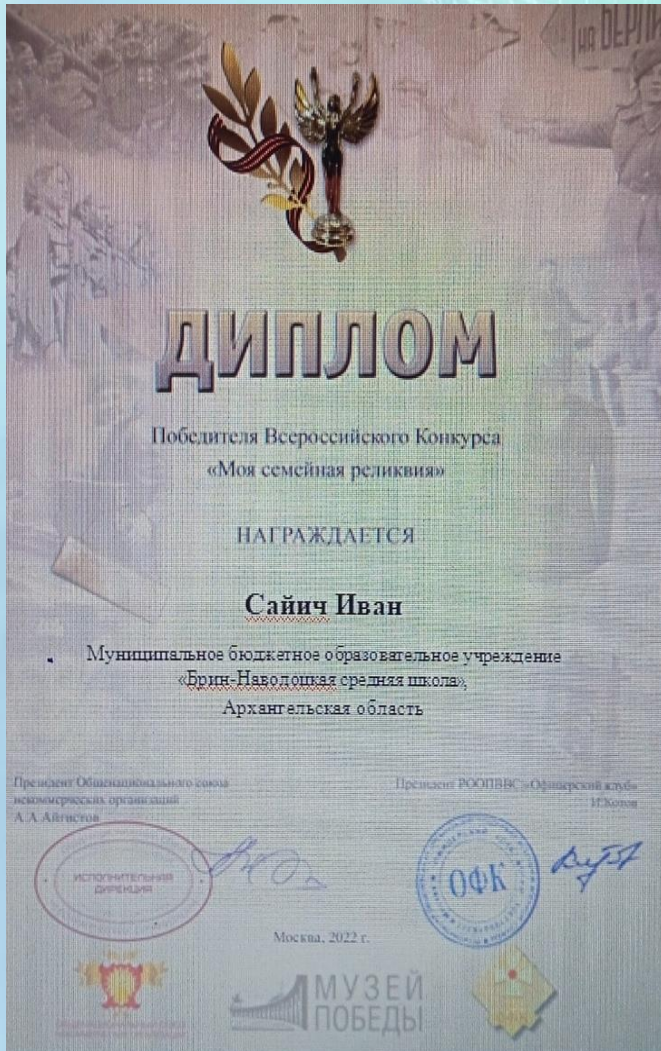 НА БЕРЛ
ДИПЛОМ
Победителя Всероссийского Конкурса
«Моя семейная реликвия»
НАГРАЖДАЕТСЯ
Сайич Иван
Муниципальное бюджетное образовательное учреждение
«Брин-Наволоцкая средняя школа»,
Архангельская область
Президент Общенационального союза
некоммерческих организаций
А.А.Айгистов
Президент РООПВВС «Офицерский клуб»
И.Копов
ИСПОЛНИТЕЛЬНАЯ
ДИРЕКЦИЯ
ОФК
Москва, 2022 г.
МУЗЕЙ
ПОБЕДЫ